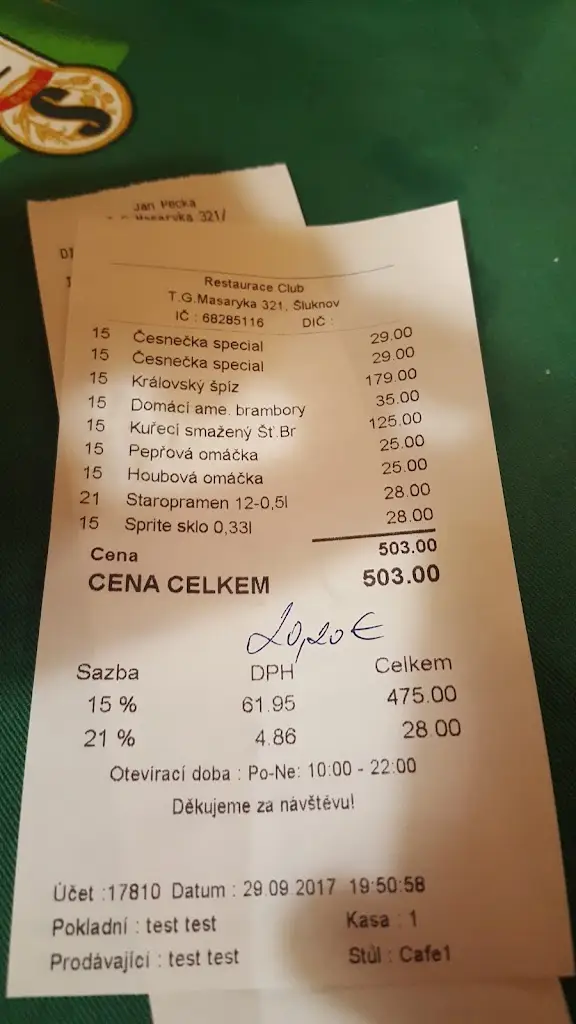 Jan Pecka
Masaryka 321/
Restaurace Club
T.G.Masaryka 321, Šluknov
IČ : 68285116 DIČ :
15 Česnečka special 29.00
15 Česnečka special 29.00
15 Královský špíz 179.00
15 Domácí ame. brambory 35.00
15 Kuřecí smažený Št.Br 125.00
15 Pepřová omáčka 25.00
15 Houbová omáčka 25.00
21 Staropramen 12-0,5l 28.00
15 Sprite sklo 0,33l 28.00
Cena 503.00
CENA CELKEM 503.00
20,20€
Sazba DPH Celkem
15 % 61.95 475.00
21 % 4.86 28.00
Otevírací doba : Po-Ne: 10:00 - 22:00
Děkujeme za návštěvu!
Účet :17810 Datum : 29.09.2017 19:50:58
Pokladní : test test Kasa : 1
Prodávající : test test Stůl : Cafe1